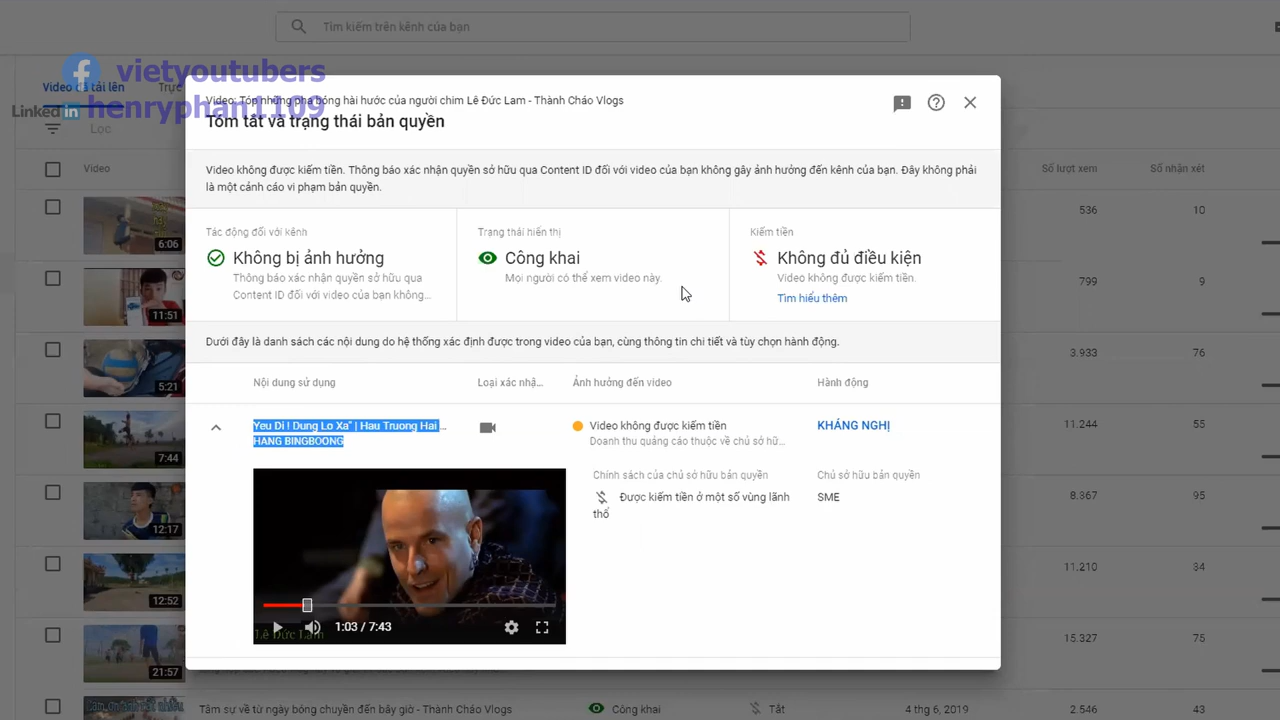 Tìm kiếm trên kênh của bạn
vietyoutubers
Linked in henryphan1109
Video đã tải lên
Trực
Lọc
Video: Tóp những pha bóng hài hước của người chim Lê Đức Lam - Thành Cháo Vlogs
Tóm tắt và trạng thái bản quyền
Video không được kiếm tiền. Thông báo xác nhận quyền sở hữu qua Content ID đối với video của bạn không gây ảnh hưởng đến kênh của bạn. Đây không phải
là một cảnh cáo vi phạm bản quyền.
Tác động đối với kênh
Không bị ảnh hưởng
Thông báo xác nhận quyền sở hữu qua
Content ID đối với video của bạn không...
Trạng thái hiển thị
Công khai
Mọi người có thể xem video này.
Kiếm tiền
Không đủ điều kiện
Video không được kiếm tiền.
Tìm hiểu thêm
Dưới đây là danh sách các nội dung do hệ thống xác định được trong video của bạn, cùng thông tin chi tiết và tùy chọn hành động.
Nội dung sử dụng
Loại xác nhậ...
Ảnh hưởng đến video
Hành động
Yeu Di ! Dung Lo Xa" | Hau Truong Hai ...
HANG BINGBOONG
Video không được kiếm tiền
Doanh thu quảng cáo thuộc về chủ sở hữ...
KHÁNG NGHỊ
Chính sách của chủ sở hữu bản quyền
Được kiếm tiền ở một số vùng lãnh
thổ
Chủ sở hữu bản quyền
SME
1:03 / 7:43
Lê Đức Lam
Video
Số lượt xem
Số nhận xét
6:06
536
10
11:51
799
9
5:21
3.933
76
7:44
11.244
55
12:17
8.367
95
12:52
11.210
34
21:57
15.327
75
Tâm sự về từ ngày bóng chuyền đến bây giờ - Thành Cháo Vlogs
Công khai
Tắt
4 thg 6, 2019
2.546
43